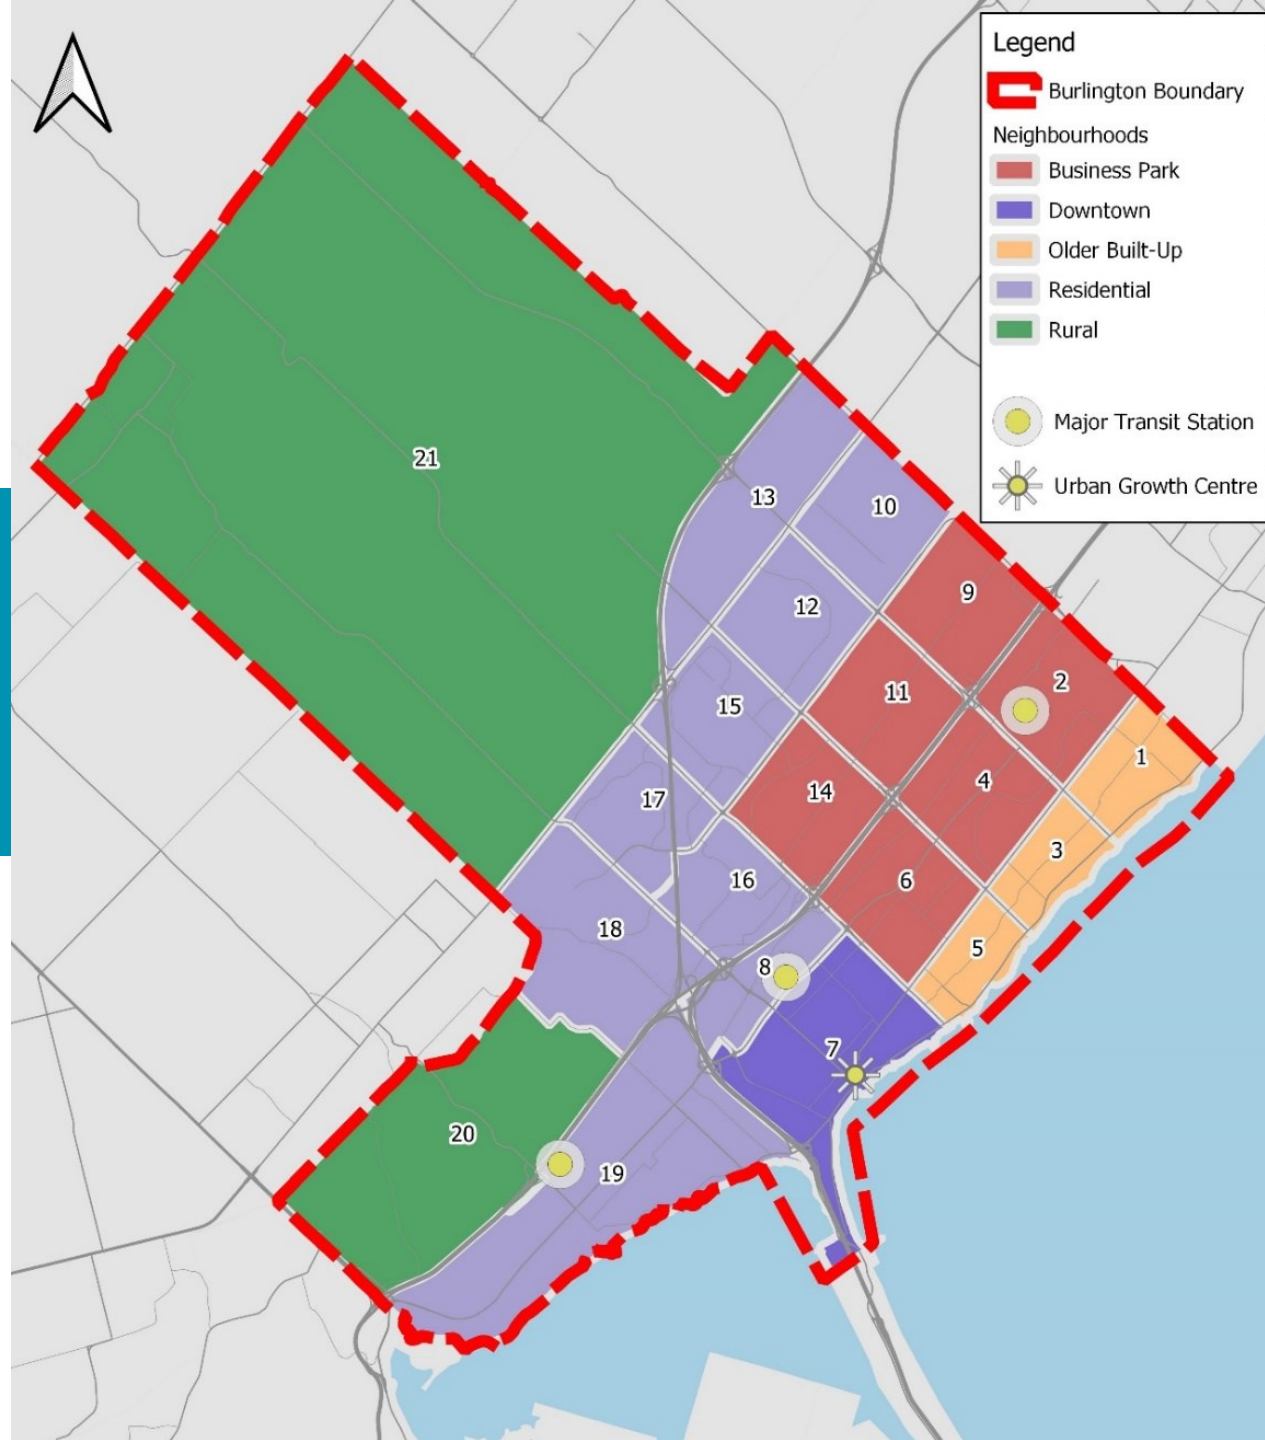 Legend
Burlington Boundary
Neighbourhoods
Business Park
Downtown
Older Built-Up
Residential
Rural
Major Transit Station
Urban Growth Centre
21
13
10
9
12
2
11
15
1
4
14
17
3
6
16
18
5
8
7
20
19